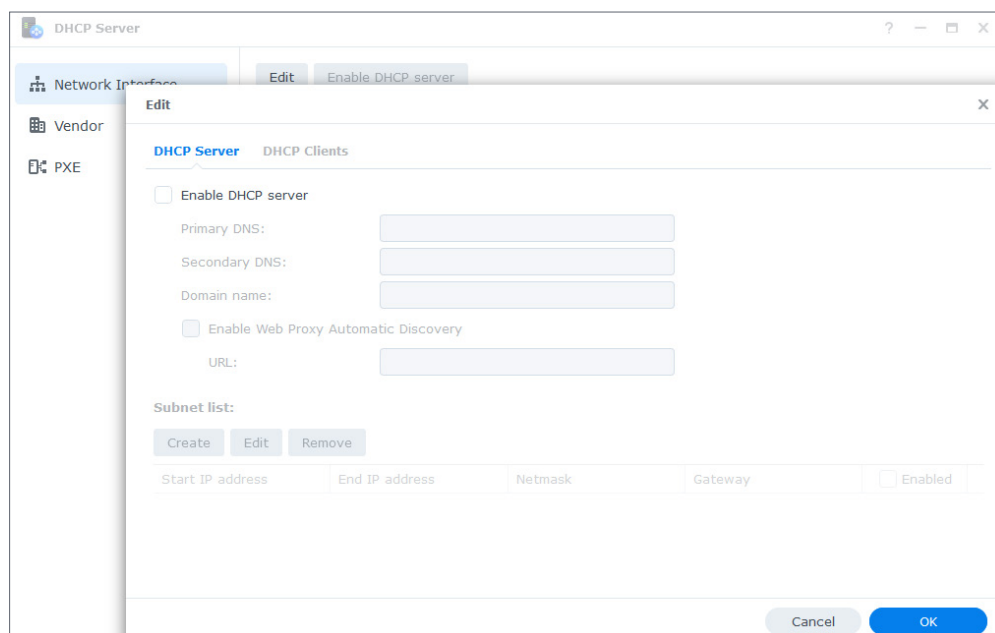 DHCP Server
?
Network Interface
Edit Enable DHCP server
Vendor
PXE
Edit
DHCP Server DHCP Clients
Enable DHCP server
Primary DNS:
Secondary DNS:
Domain name:
Enable Web Proxy Automatic Discovery
URL:
Subnet list:
Create Edit Remove
Start IP address End IP address Netmask Gateway Enabled
Cancel OK